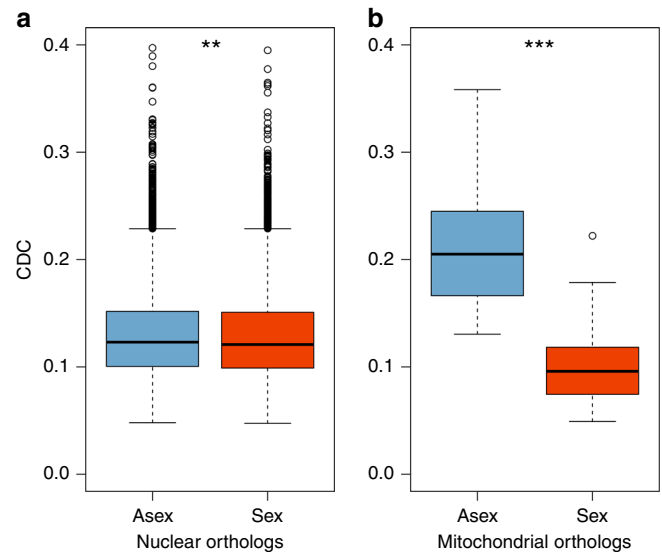 a
**
b
***
0.4
0.3
0.2
0.1
0.0
CDC
0.4
0.3
0.2
0.1
0.0
Asex Sex
Nuclear orthologs
Asex Sex
Mitochondrial orthologs